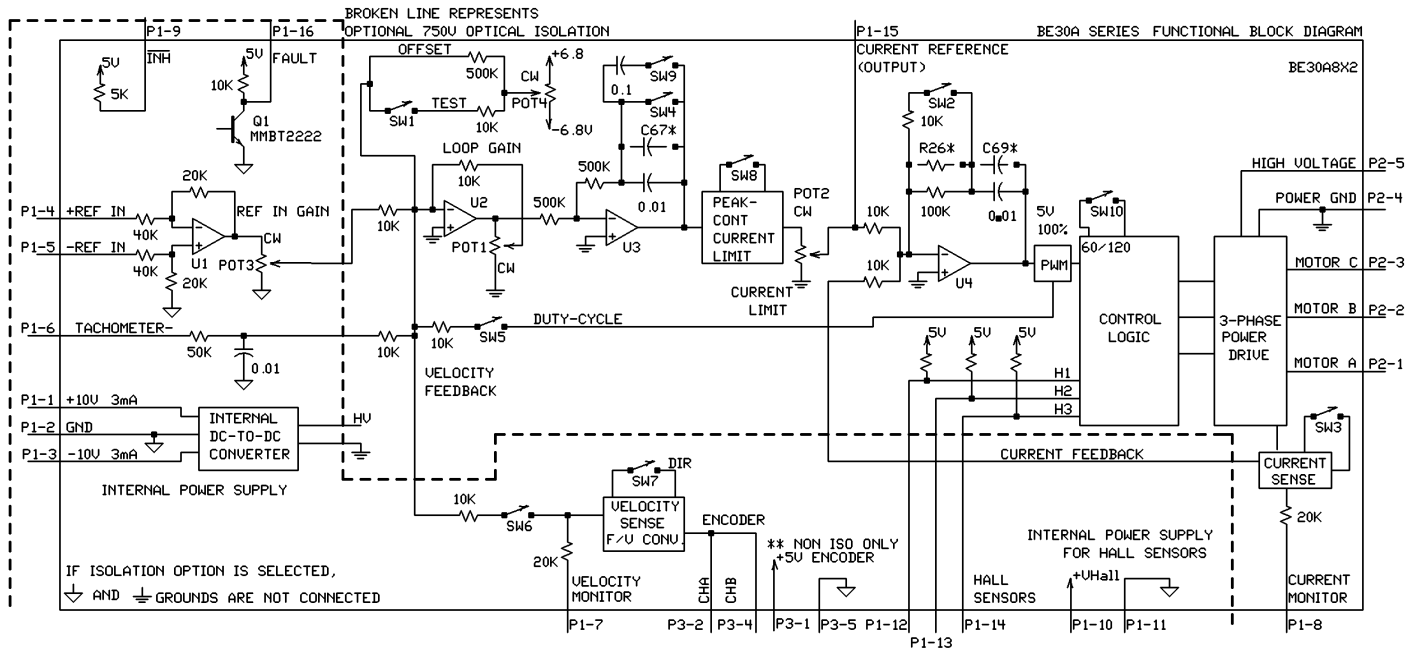 BROKEN LINE REPRESENTS
OPTIONAL 750V OPTICAL ISOLATION
BE30A SERIES FUNCTIONAL BLOCK DIAGRAM
BE30A8X2
P1-9
INH
5V
5K
P1-16
FAULT
5V
10K
Q1
MMBT2222
OFFSET
500K
SW1
TEST
10K
+6.8
CW
POT4
-6.8V
SW9
0.1
SW4
C67*
500K
0.01
P1-15
CURRENT REFERENCE
(OUTPUT)
SW2
10K
R26*
C69*
100K
0.01
P1-4
+REF IN
40K
20K
REF IN GAIN
U1
CW
POT3
P1-5
-REF IN
40K
20K
10K
LOOP GAIN
10K
U2
POT1
CW
500K
U3
SW8
PEAK-
CONT
CURRENT
LIMIT
POT2
CW
CURRENT
LIMIT
10K
10K
U4
5V
100%
PWM
SW10
60/120
CONTROL
LOGIC
3-PHASE
POWER
DRIVE
HIGH VOLTAGE
P2-5
POWER GND
P2-4
MOTOR C
P2-3
MOTOR B
P2-2
MOTOR A
P2-1
P1-6
TACHOMETER-
50K
0.01
10K
10K
SW5
DUTY-CYCLE
VELOCITY
FEEDBACK
5V
5V
5V
H1
H2
H3
P1-1
+10V 3mA
P1-2
GND
P1-3
-10V 3mA
INTERNAL
DC-TO-DC
CONVERTER
HV
INTERNAL POWER SUPPLY
CURRENT FEEDBACK
SW3
CURRENT
SENSE
20K
10K
SW6
SW7
DIR
VELOCITY
SENSE
F/V CONV.
ENCODER
20K
VELOCITY
MONITOR
CHA
CHB
** NON ISO ONLY
+5V ENCODER
INTERNAL POWER SUPPLY
FOR HALL SENSORS
+VHall
HALL
SENSORS
CURRENT
MONITOR
IF ISOLATION OPTION IS SELECTED,
AND GROUNDS ARE NOT CONNECTED
P1-7
P3-2
P3-4
P3-1
P3-5
P1-12
P1-13
P1-14
P1-10
P1-11
P1-8